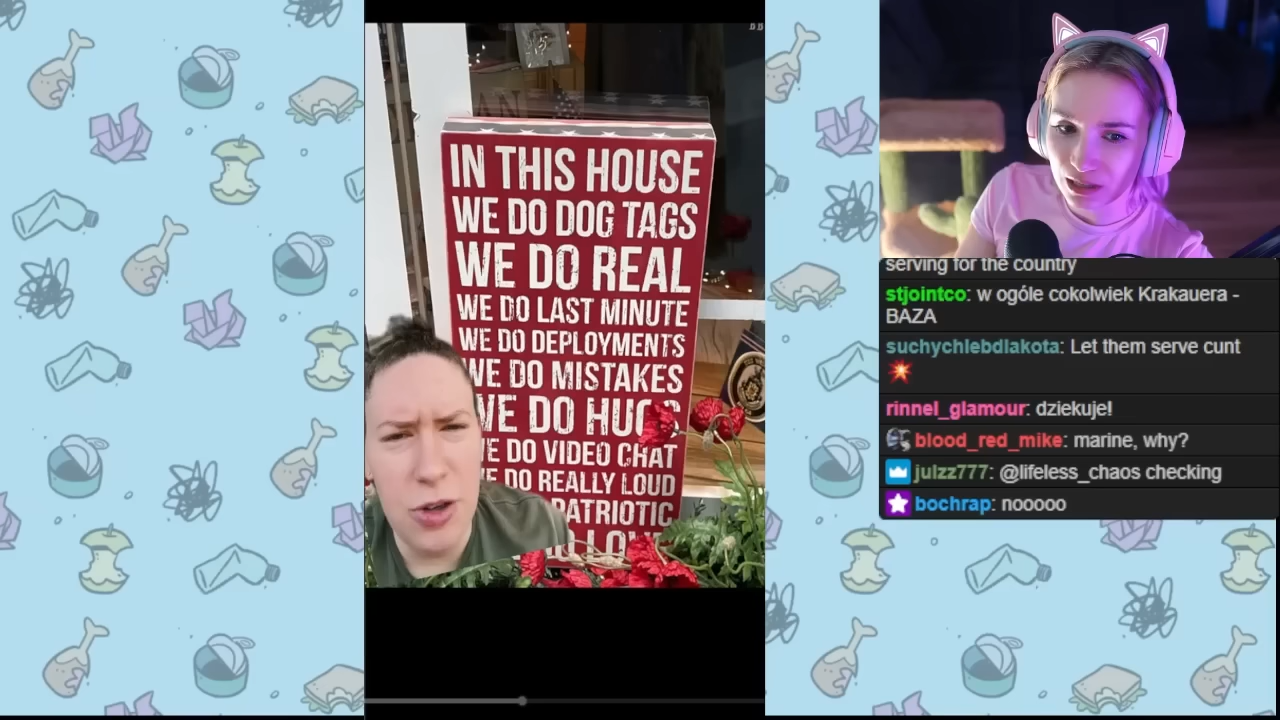 IN THIS HOUSE
WE DO DOG TAGS
WE DO REAL
WE DO LAST MINUTE
WE DO DEPLOYMENTS
WE DO MISTAKES
WE DO HUGS
WE DO VIDEO CHAT
WE DO REALLY LOUD
PATRIOTIC
serving for the country
stjointco: w ogóle cokolwiek Krakauera -
BAZA
suchychlebdlakota: Let them serve cunt
💥
rinnel_glamour: dziekuje!
blood_red_mike: marine, why?
julzz777: @lifeless_chaos checking
bochrap: nooooo